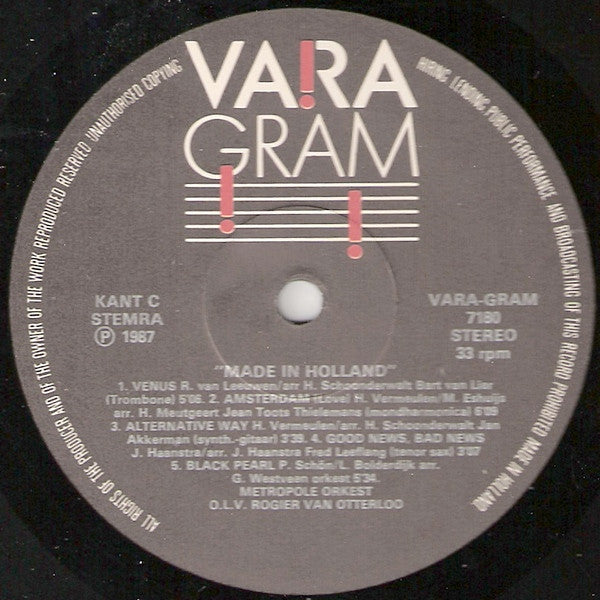 VARA
GRAM
ALL RIGHTS OF THE PRODUCER AND OF THE OWNER OF THE WORK REPRODUCED RESERVED UNAUTHORISED COPYING
HIRING LENDING PUBLIC PERFORMANCE AND BROADCASTING OF THIS RECORD PROHIBITED MADE IN HOLLAND.
KANT C
STEMRA
Ⓟ 1987
VARA-GRAM
7180
STEREO
33 rpm
"MADE IN HOLLAND"
1. VENUS R. van Leeuwen/arr H. Schoonderwalt Bart van Lier
(Trombone) 5'06. 2. AMSTERDAM (Love) H. Vermeulen/M. Eshuijs
arr. H. Meutgeert Jean Toots Thielemans (mondharmonica) 6'09
3. ALTERNATIVE WAY H. Vermeulen/arr H. Schoonderwalt Jan
Akkerman (synth.-gitaar) 3'39. 4. GOOD NEWS, BAD NEWS
J. Haanstra/arr. J. Haanstra Fred Leeflang (tenor sax) 3'07
5. BLACK PEARL P. Schön/L. Bolderdijk arr.
G. Westveen orkest 5'34.
METROPOLE ORKEST
O.L.V. ROGIER VAN OTTERLOO